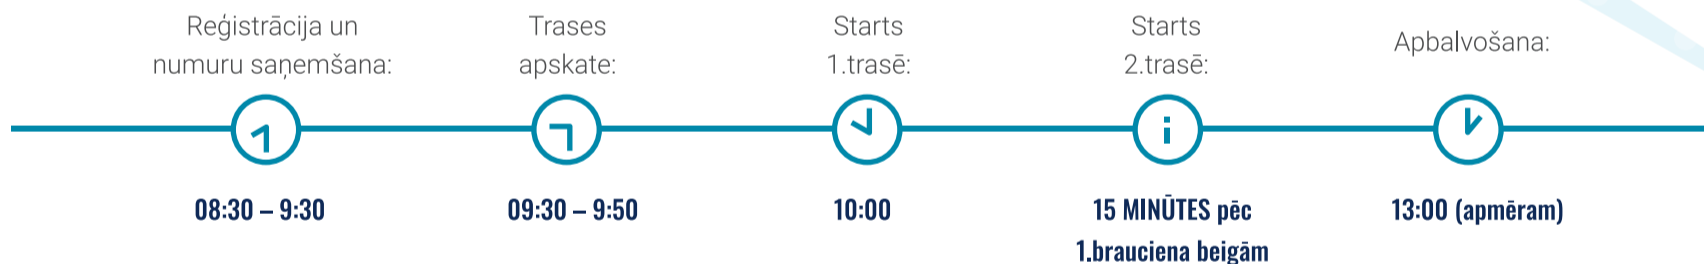 Reģistrācija un
numuru saņemšana:
08:30 – 9:30
Trases
apskate:
09:30 – 9:50
Starts
1.trasē:
10:00
Starts
2.trasē:
15 MINŪTES pēc
1.brauciena beigām
Apbalvošana:
13:00 (apmēram)